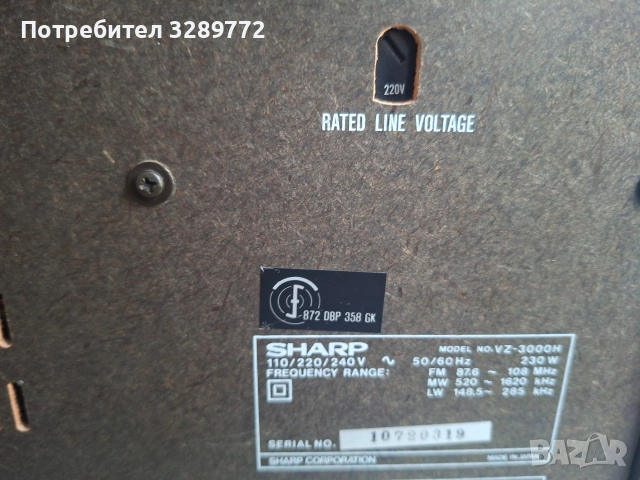 Потребител 3289772
220V
RATED LINE VOLTAGE
872 DBP 358 GK
SHARP MODEL NO. VZ-3000H
110/220/240V ~ 50/60Hz 230W
FREQUENCY RANGE: FM 87.6 ~ 108 MHz
MW 520 ~ 1620 kHz
LW 148.5 ~ 285 kHz
SERIAL NO. 10720319
SHARP CORPORATION MADE IN JAPAN
BAZAR